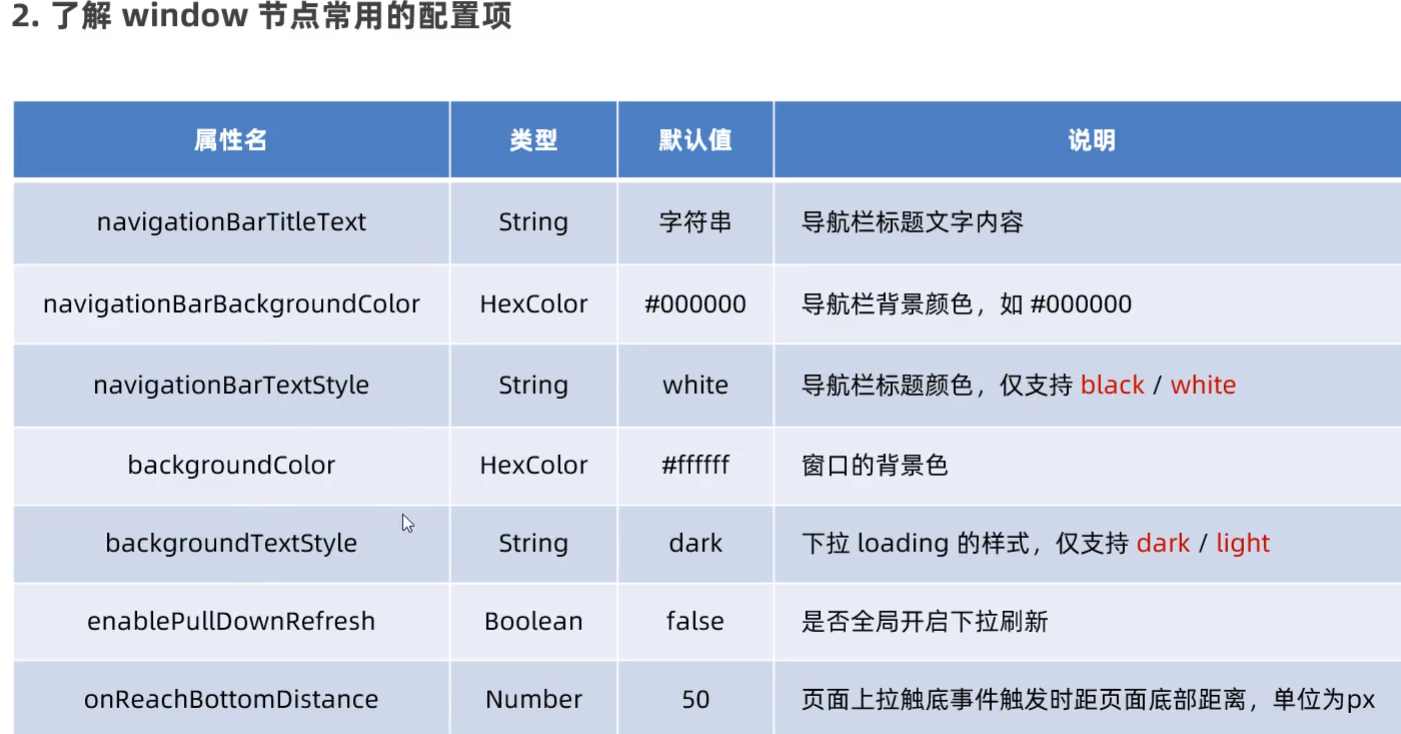 2. 了解 window 节点常用的配置项
属性名 类型 默认值 说明
navigationBarTitleText String 字符串 导航栏标题文字内容
navigationBarBackgroundColor HexColor #000000 导航栏背景颜色，如 #000000
navigationBarTextStyle String white 导航栏标题颜色，仅支持 black / white
backgroundColor HexColor #ffffff 窗口的背景色
backgroundTextStyle String dark 下拉 loading 的样式，仅支持 dark / light
enablePullDownRefresh Boolean false 是否全局开启下拉刷新
onReachBottomDistance Number 50 页面上拉触底事件触发时距页面底部距离，单位为px